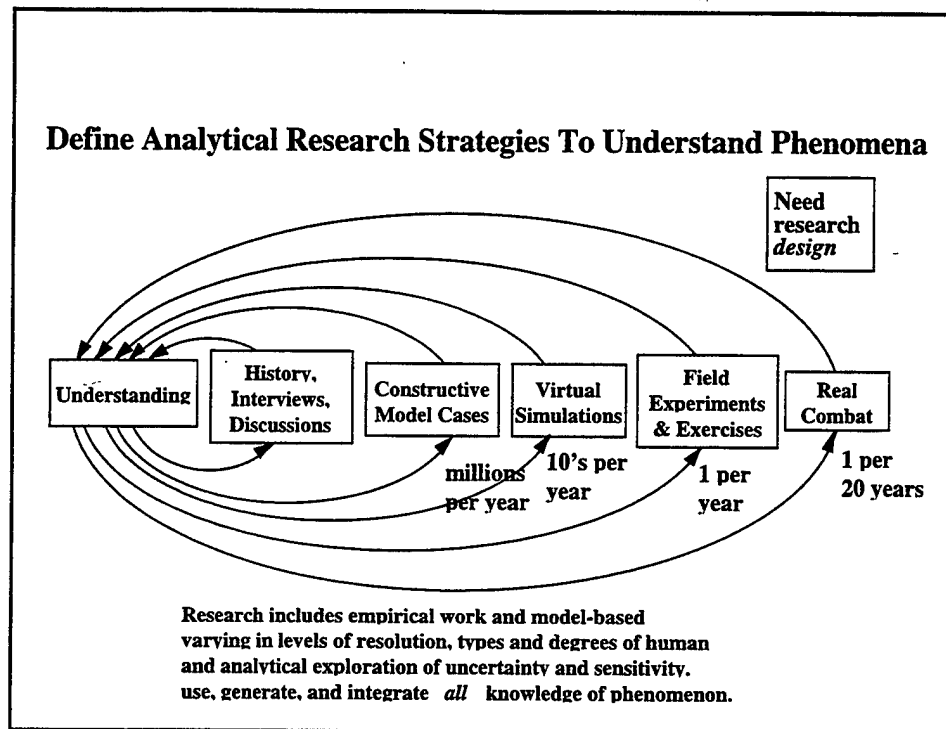 Define Analytical Research Strategies To Understand Phenomena
Need
research
design
Understanding
History,
Interviews,
Discussions
Constructive
Model Cases
Virtual
Simulations
Field
Experiments
& Exercises
Real
Combat
millions
per year
10's per
year
1 per
year
1 per
20 years
Research includes empirical work and model-based
varying in levels of resolution, types and degrees of human
and analytical exploration of uncertainty and sensitivity.
use, generate, and integrate all knowledge of phenomenon.